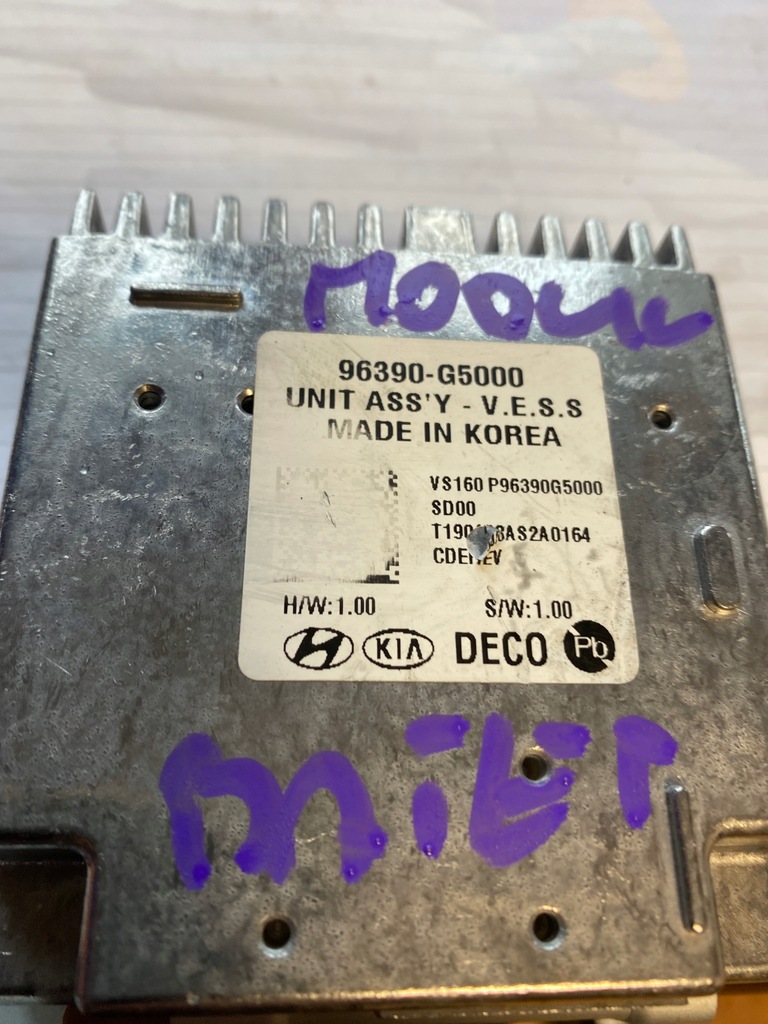 96390-G5000
UNIT ASS'Y - V.E.S.S
MADE IN KOREA
VS160 P96390G5000
SD00
H/W:1.00
S/W:1.00
KIA
DECO
Pb